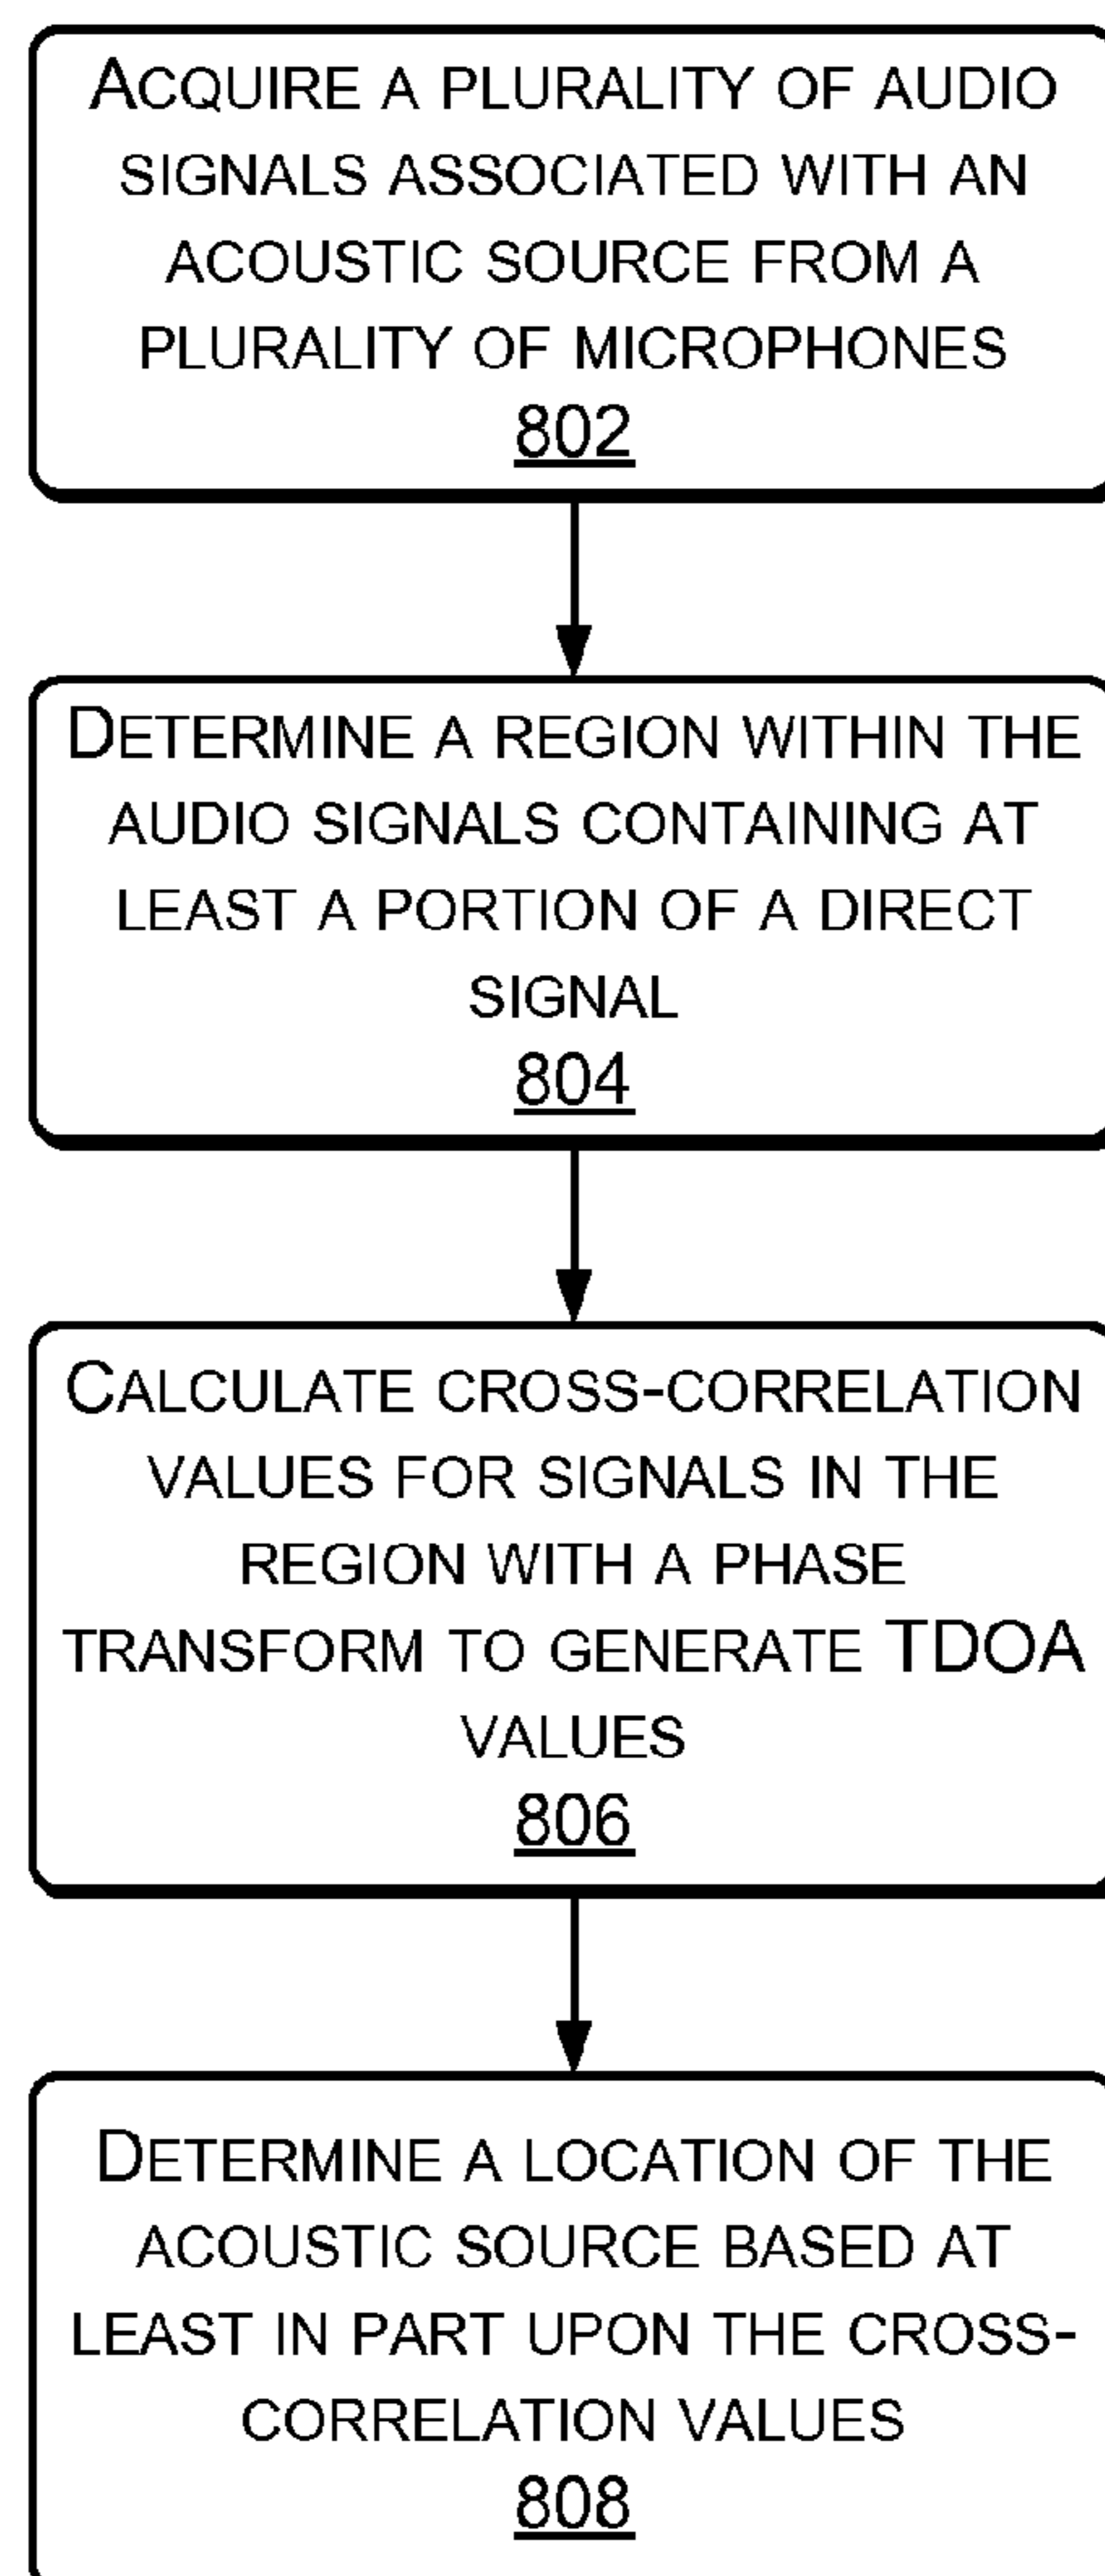 ACQUIRE A PLURALITY OF AUDIO
SIGNALS ASSOCIATED WITH AN
ACOUSTIC SOURCE FROM A
PLURALITY OF MICROPHONES
802
DETERMINE A REGION WITHIN THE
AUDIO SIGNALS CONTAINING AT
LEAST A PORTION OF A DIRECT
SIGNAL
804
CALCULATE CROSS-CORRELATION
VALUES FOR SIGNALS IN THE
REGION WITH A PHASE
TRANSFORM TO GENERATE TDOA
VALUES
806
DETERMINE A LOCATION OF THE
ACOUSTIC SOURCE BASED AT
LEAST IN PART UPON THE CROSS-
CORRELATION VALUES
808